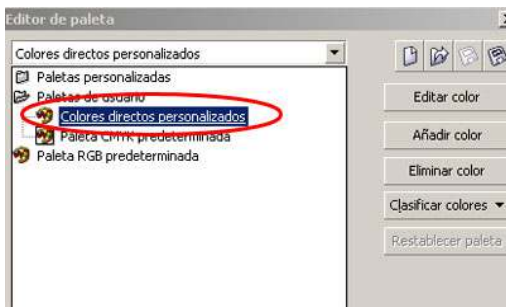 Editor de paleta
Colores directos personalizados
Paletas personalizadas
Paletas de usuario
Colores directos personalizados
Paleta CMYK predeterminada
Paleta RGB predeterminada
Editar color
Añadir color
Eliminar color
Clasificar colores
Restablecer paleta